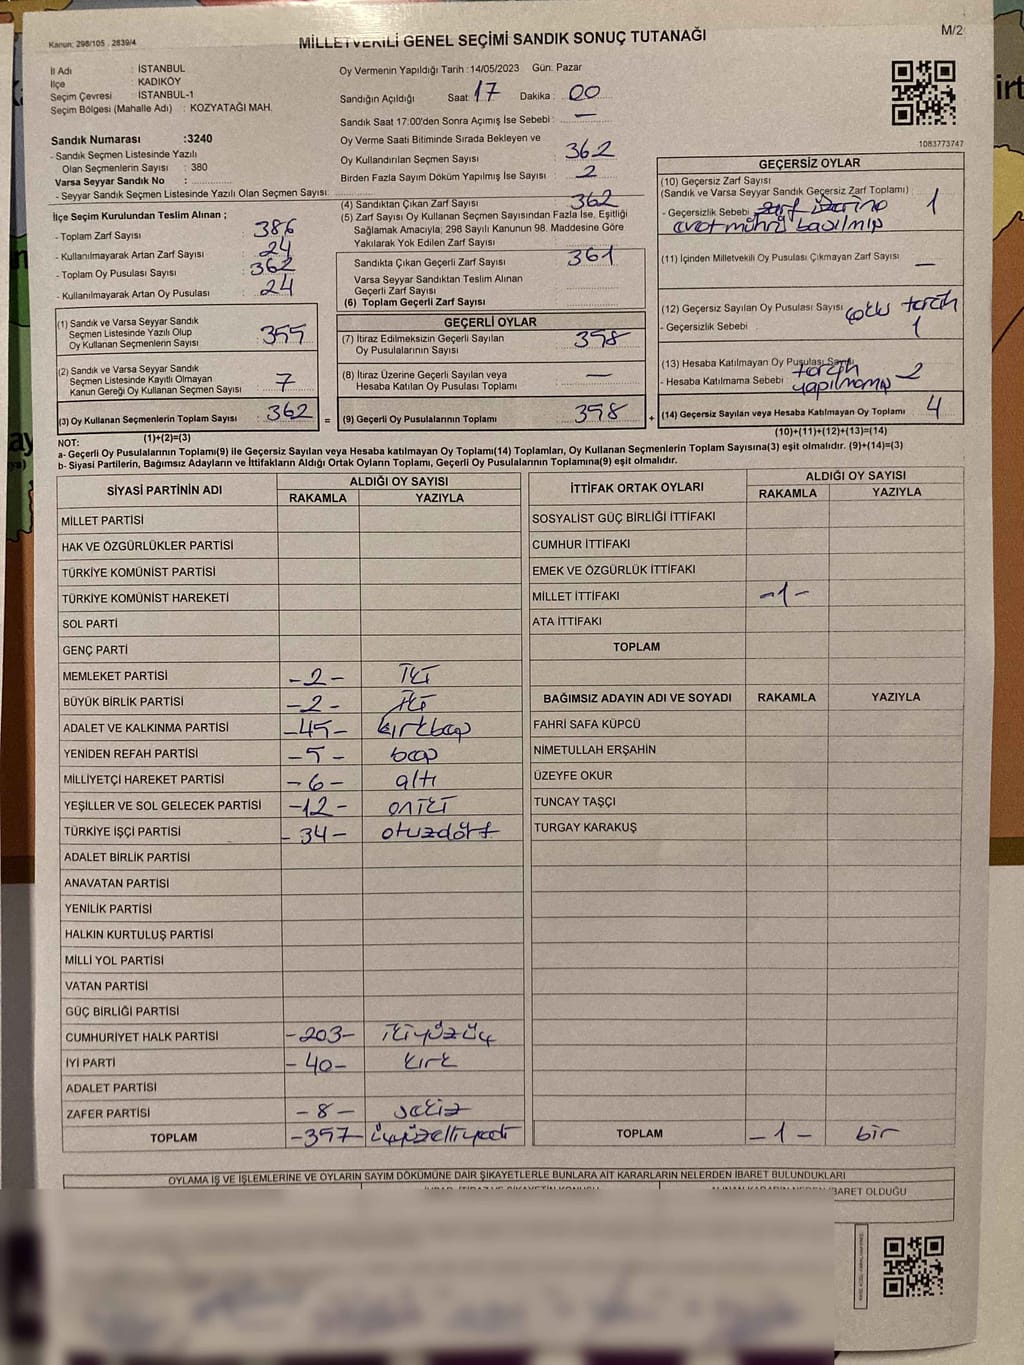 Kanun: 298/105 . 2839/4
MİLLETVEKİLİ GENEL SEÇİMİ SANDIK SONUÇ TUTANAĞI
M/2
İl Adı : İSTANBUL
İlçe : KADIKÖY
Seçim Çevresi : İSTANBUL-1
Seçim Bölgesi (Mahalle Adı) : KOZYATAĞI MAH.
Sandık Numarası :3240
- Sandık Seçmen Listesinde Yazılı
Olan Seçmenlerin Sayısı : 380
Varsa Seyyar Sandık No :
- Seyyar Sandık Seçmen Listesinde Yazılı Olan Seçmen Sayısı:
Oy Vermenin Yapıldığı Tarih :14/05/2023 Gün: Pazar
Sandığın Açıldığı Saat 17 Dakika : 00
Sandık Saat 17:00'den Sonra Açımış İse Sebebi : —
Oy Verme Saati Bitiminde Sırada Bekleyen ve
Oy Kullandırılan Seçmen Sayısı : 362
Birden Fazla Sayım Döküm Yapılmış İse Sayısı : 2
1083773747
İlçe Seçim Kurulundan Teslim Alınan ;
- Toplam Zarf Sayısı : 386
- Kullanılmayarak Artan Zarf Sayısı : 24
- Toplam Oy Pusulası Sayısı : 362
- Kullanılmayarak Artan Oy Pusulası : 24
(1) Sandık ve Varsa Seyyar Sandık
Seçmen Listesinde Yazılı Olup
Oy Kullanan Seçmenlerin Sayısı : 355
(2) Sandık ve Varsa Seyyar Sandık
Seçmen Listesinde Kayıtlı Olmayan
Kanun Gereği Oy Kullanan Seçmen Sayısı : 7
(3) Oy Kullanan Seçmenlerin Toplam Sayısı : 362
(1)+(2)=(3)
(4) Sandıktan Çıkan Zarf Sayısı : 362
(5) Zarf Sayısı Oy Kullanan Seçmen Sayısından Fazla İse, Eşitliği
Sağlamak Amacıyla; 298 Sayılı Kanunun 98. Maddesine Göre
Yakılarak Yok Edilen Zarf Sayısı :
Sandıkta Çıkan Geçerli Zarf Sayısı : 361
Varsa Seyyar Sandıktan Teslim Alınan
Geçerli Zarf Sayısı :
(6) Toplam Geçerli Zarf Sayısı :
GEÇERLİ OYLAR
(7) İtiraz Edilmeksizin Geçerli Sayılan
Oy Pusulalarının Sayısı : 358
(8) İtiraz Üzerine Geçerli Sayılan veya
Hesaba Katılan Oy Pusulası Toplamı : —
= (9) Geçerli Oy Pusulalarının Toplamı : 358
GEÇERSİZ OYLAR
(10) Geçersiz Zarf Sayısı
(Sandık ve Varsa Seyyar Sandık Geçersiz Zarf Toplamı) : 1
- Geçersizlik Sebebi : zarf üzerine
evet mührü basılmış
(11) İçinden Milletvekili Oy Pusulası Çıkmayan Zarf Sayısı : —
(12) Geçersiz Sayılan Oy Pusulası Sayısı : çoklu tercih
- Geçersizlik Sebebi : 1
(13) Hesaba Katılmayan Oy Pusulası Sayısı
- Hesaba Katılmama Sebebi : tercih
yapılmamış 2
+ (14) Geçersiz Sayılan veya Hesaba Katılmayan Oy Toplamı : 4
(10)+(11)+(12)+(13)=(14)
NOT:
a- Geçerli Oy Pusulalarının Toplamı(9) ile Geçersiz Sayılan veya Hesaba katılmayan Oy Toplamı(14) Toplamları, Oy Kullanan Seçmenlerin Toplam Sayısına(3) eşit olmalıdır. (9)+(14)=(3)
b- Siyasi Partilerin, Bağımsız Adayların ve İttifakların Aldığı Ortak Oyların Toplamı, Geçerli Oy Pusulalarının Toplamına(9) eşit olmalıdır.
SİYASİ PARTİNİN ADI
ALDIĞI OY SAYISI
RAKAMLA YAZIYLA
MİLLET PARTİSİ
HAK VE ÖZGÜRLÜKLER PARTİSİ
TÜRKİYE KOMÜNİST PARTİSİ
TÜRKİYE KOMÜNİST HAREKETİ
SOL PARTİ
GENÇ PARTİ
MEMLEKET PARTİSİ -2- İki
BÜYÜK BİRLİK PARTİSİ -2- İki
ADALET VE KALKINMA PARTİSİ -45- kırkbeş
YENİDEN REFAH PARTİSİ -5- beş
MİLLİYETÇİ HAREKET PARTİSİ -6- altı
YEŞİLLER VE SOL GELECEK PARTİSİ -12- oniki
TÜRKİYE İŞÇİ PARTİSİ -34- otuzdört
ADALET BİRLİK PARTİSİ
ANAVATAN PARTİSİ
YENİLİK PARTİSİ
HALKIN KURTULUŞ PARTİSİ
MİLLİ YOL PARTİSİ
VATAN PARTİSİ
GÜÇ BİRLİĞİ PARTİSİ
CUMHURİYET HALK PARTİSİ -203- ikiyüzüç
İYİ PARTİ -40- kırk
ADALET PARTİSİ
ZAFER PARTİSİ -8- sekiz
TOPLAM -357- üçyüzelliyedi
İTTİFAK ORTAK OYLARI
ALDIĞI OY SAYISI
RAKAMLA YAZIYLA
SOSYALİST GÜÇ BİRLİĞİ İTTİFAKI
CUMHUR İTTİFAKI
EMEK VE ÖZGÜRLÜK İTTİFAKI
MİLLET İTTİFAKI -1-
ATA İTTİFAKI
TOPLAM
BAĞIMSIZ ADAYIN ADI VE SOYADI RAKAMLA YAZIYLA
FAHRİ SAFA KÜPCÜ
NİMETULLAH ERŞAHİN
ÜZEYFE OKUR
TUNCAY TAŞÇI
TURGAY KARAKUŞ
TOPLAM -1- bir
OYLAMA İŞ VE İŞLEMLERİNE VE OYLARIN SAYIM DÖKÜMÜNE DAİR ŞİKAYETLERLE BUNLARA AİT KARARLARIN NELERDEN İBARET BULUNDUKLARI
İBARET OLDUĞU